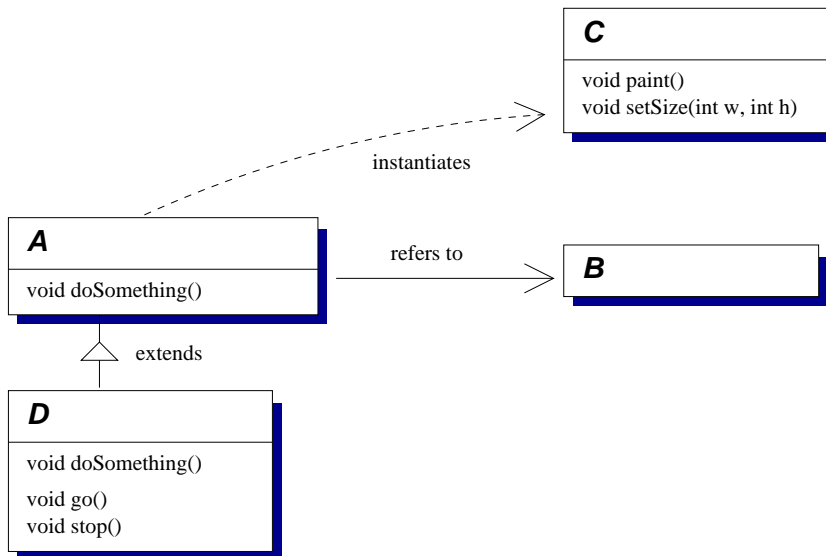 C
void paint()
void setSize(int w, int h)
instantiates
A
void doSomething()
refers to
B
extends
D
void doSomething()
void go()
void stop()